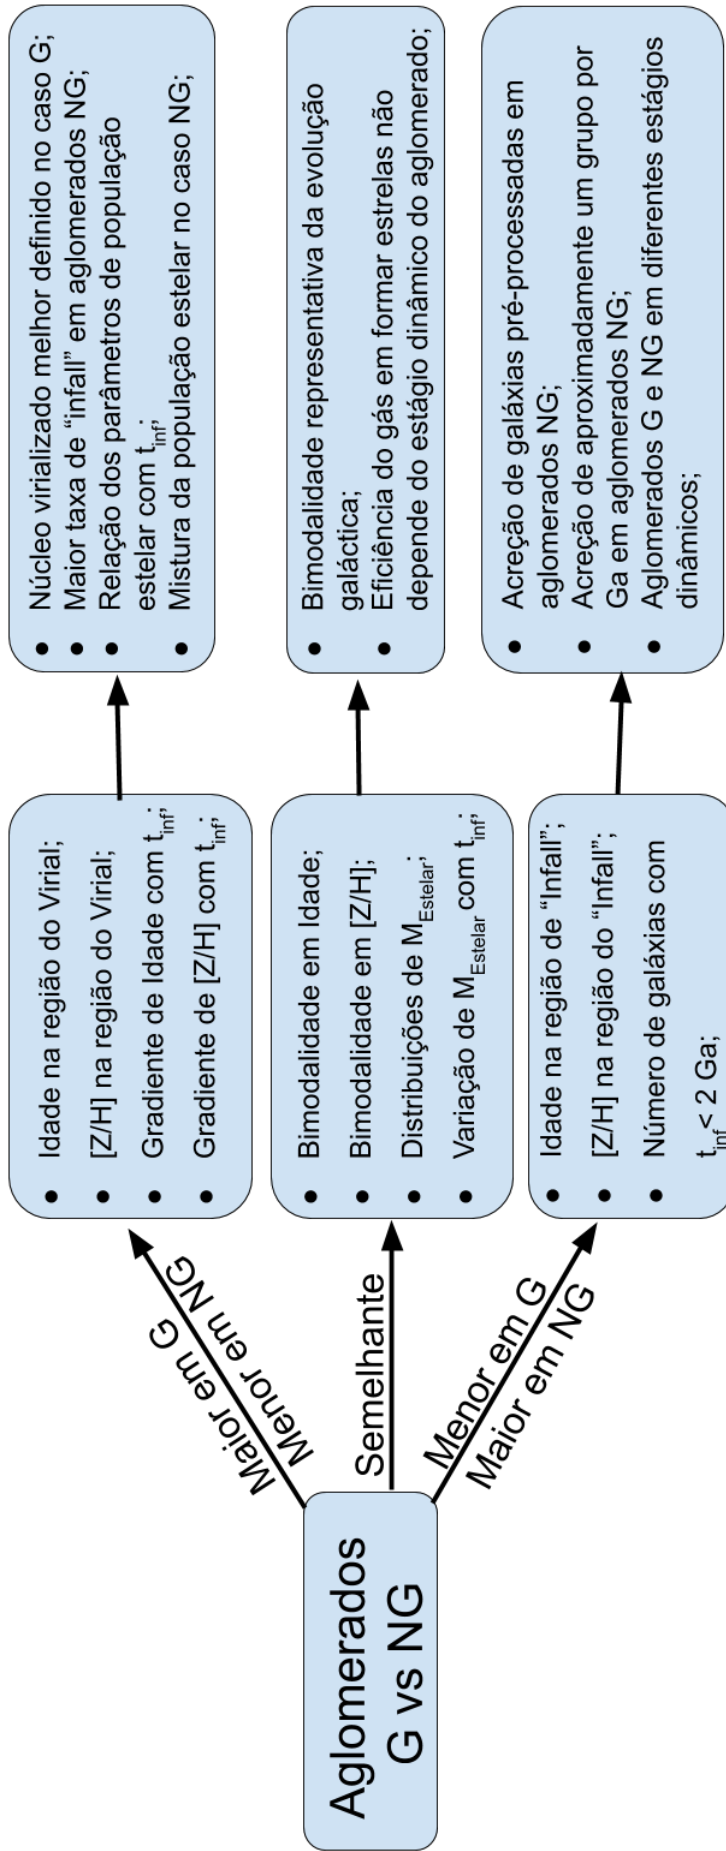 Aglomerados
G vs NG
Maior em G
Menor em NG
Semelhante
Menor em G
Maior em NG
● Idade na região do Virial;
● [Z/H] na região do Virial;
● Gradiente de Idade com t_inf;
● Gradiente de [Z/H] com t_inf;
● Bimodalidade em Idade;
● Bimodalidade em [Z/H];
● Distribuições de M_Estelar;
● Variação de M_Estelar com t_inf;
● Idade na região de “Infall”;
● [Z/H] na região do “Infall”;
● Número de galáxias com
t_inf < 2 Ga;
● Núcleo virializado melhor definido no caso G;
● Maior taxa de “infall” em aglomerados NG;
● Relação dos parâmetros de população
estelar com t_inf;
● Mistura da população estelar no caso NG;
● Bimodalidade representativa da evolução
galáctica;
● Eficiência do gás em formar estrelas não
depende do estágio dinâmico do aglomerado;
● Acreção de galáxias pré-processadas em
aglomerados NG;
● Acreção de aproximadamente um grupo por
Ga em aglomerados NG;
● Aglomerados G e NG em diferentes estágios
dinâmicos;